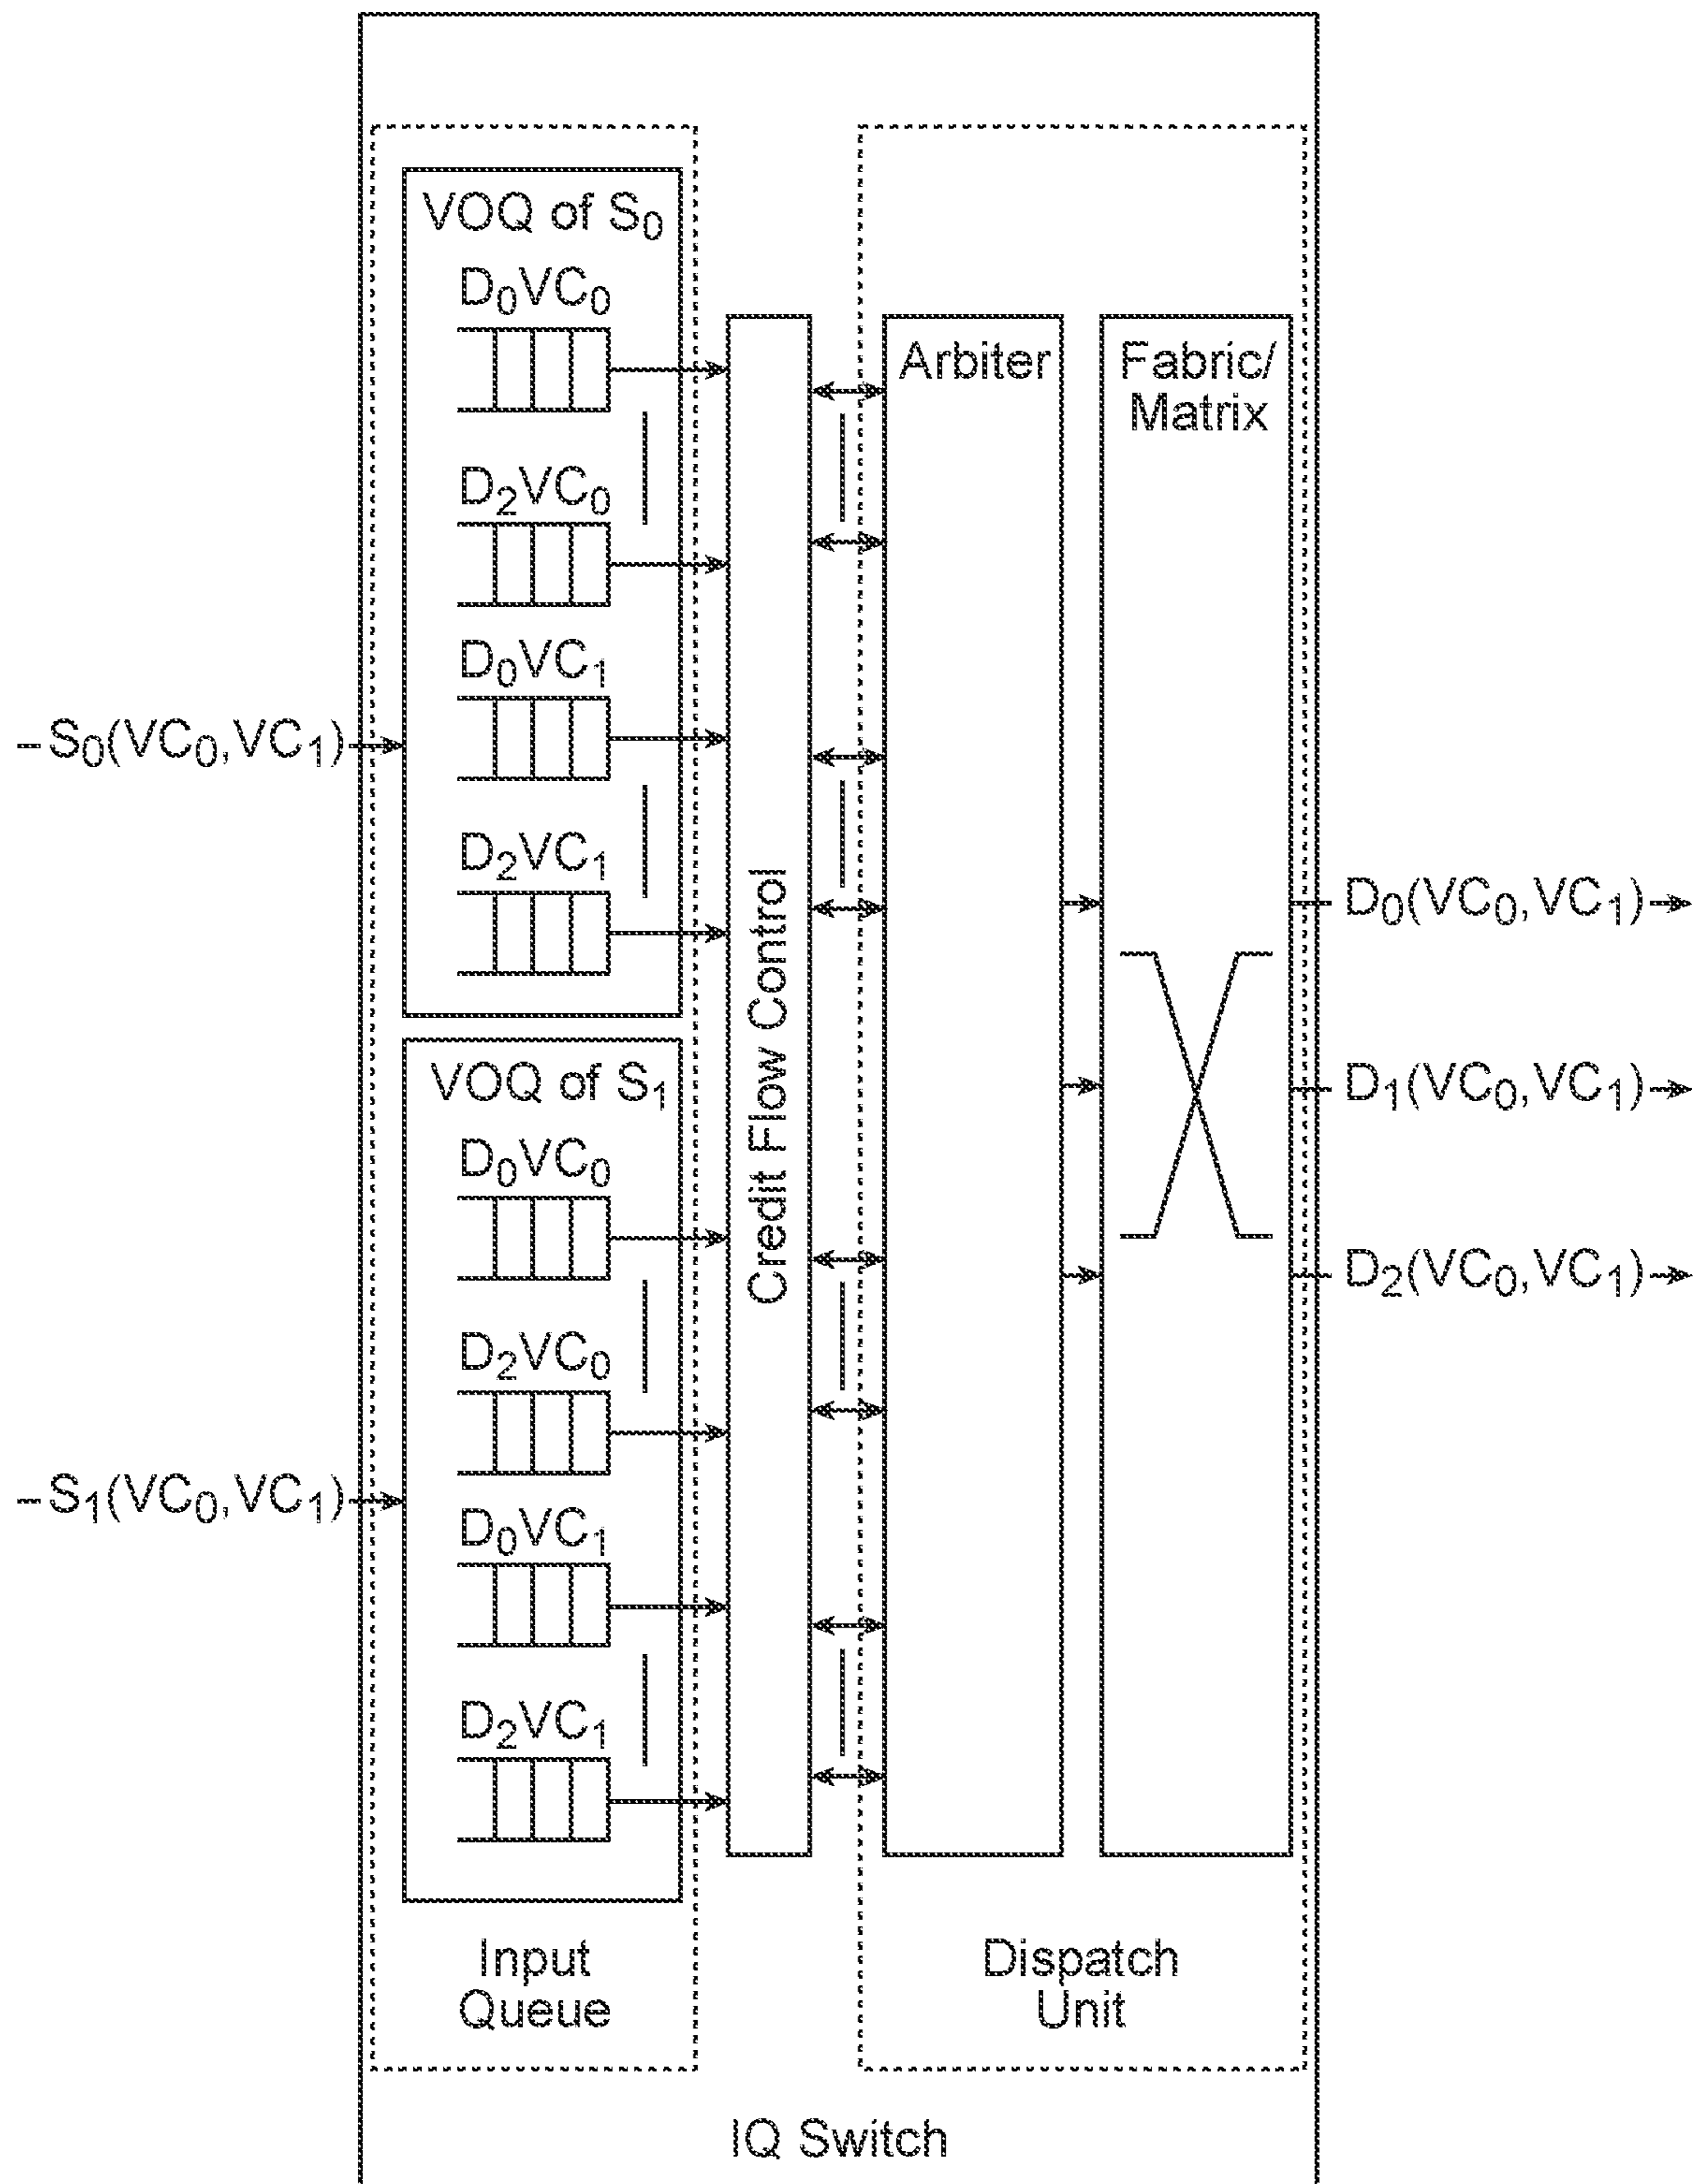 VOQ of S₀
D₀VC₀
D₂VC₀
D₀VC₁
D₂VC₁
–S₀(VC₀,VC₁)
VOQ of S₁
D₀VC₀
D₂VC₀
D₀VC₁
D₂VC₁
–S₁(VC₀,VC₁)
Input
Queue
Credit Flow Control
Arbiter
Fabric/
Matrix
Dispatch
Unit
D₀(VC₀,VC₁)
D₁(VC₀,VC₁)
D₂(VC₀,VC₁)
IQ Switch